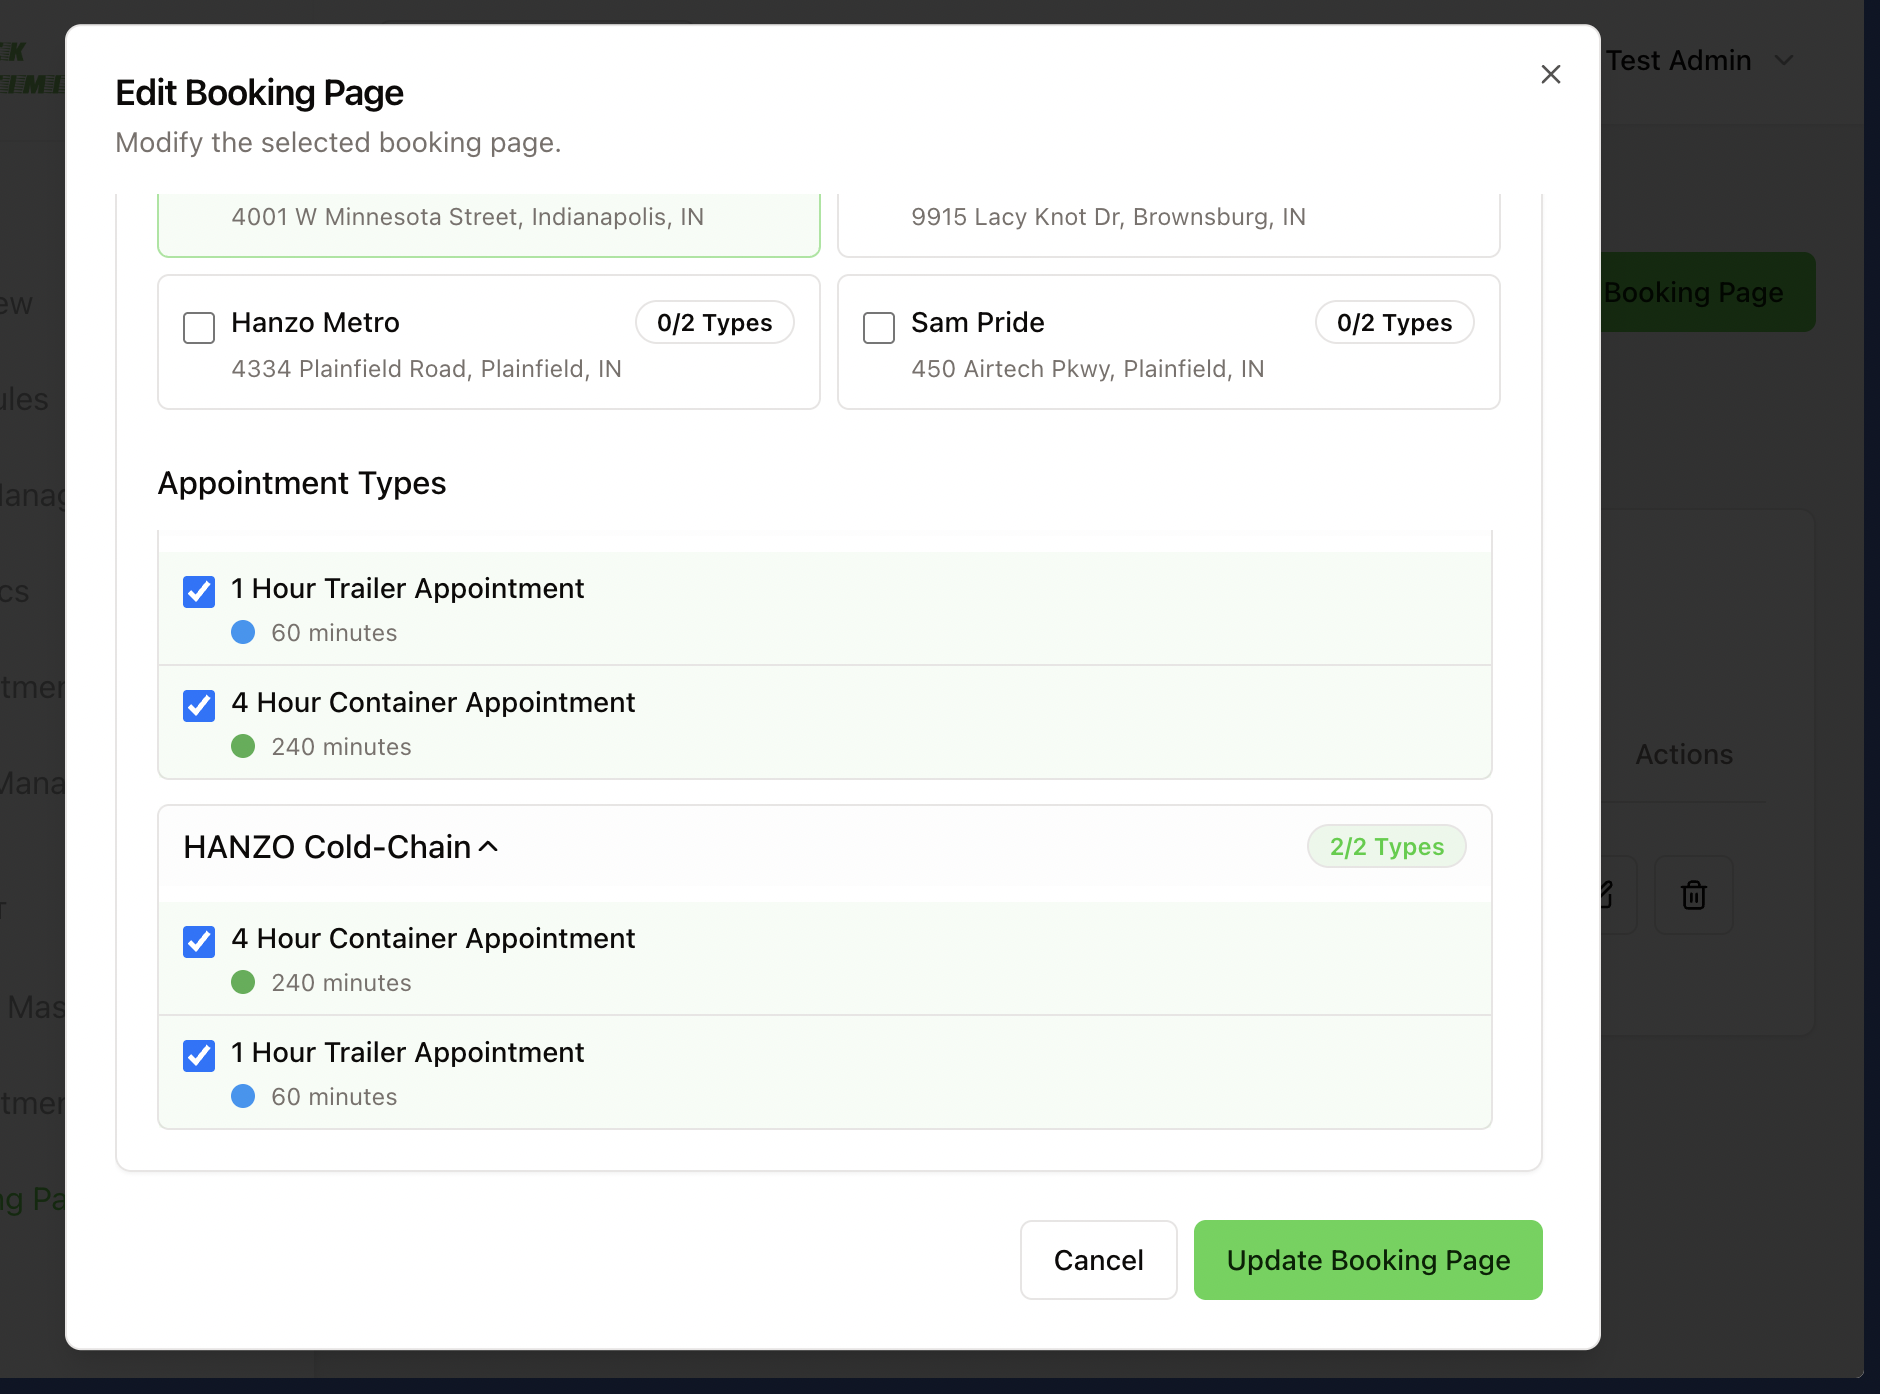 Edit Booking Page
Modify the selected booking page.
Test Admin
4001 W Minnesota Street, Indianapolis, IN
9915 Lacy Knot Dr, Brownsburg, IN
Booking Page
Hanzo Metro
0/2 Types
4334 Plainfield Road, Plainfield, IN
Sam Pride
0/2 Types
450 Airtech Pkwy, Plainfield, IN
Appointment Types
1 Hour Trailer Appointment
60 minutes
4 Hour Container Appointment
240 minutes
Actions
HANZO Cold-Chain
2/2 Types
4 Hour Container Appointment
240 minutes
1 Hour Trailer Appointment
60 minutes
Cancel
Update Booking Page